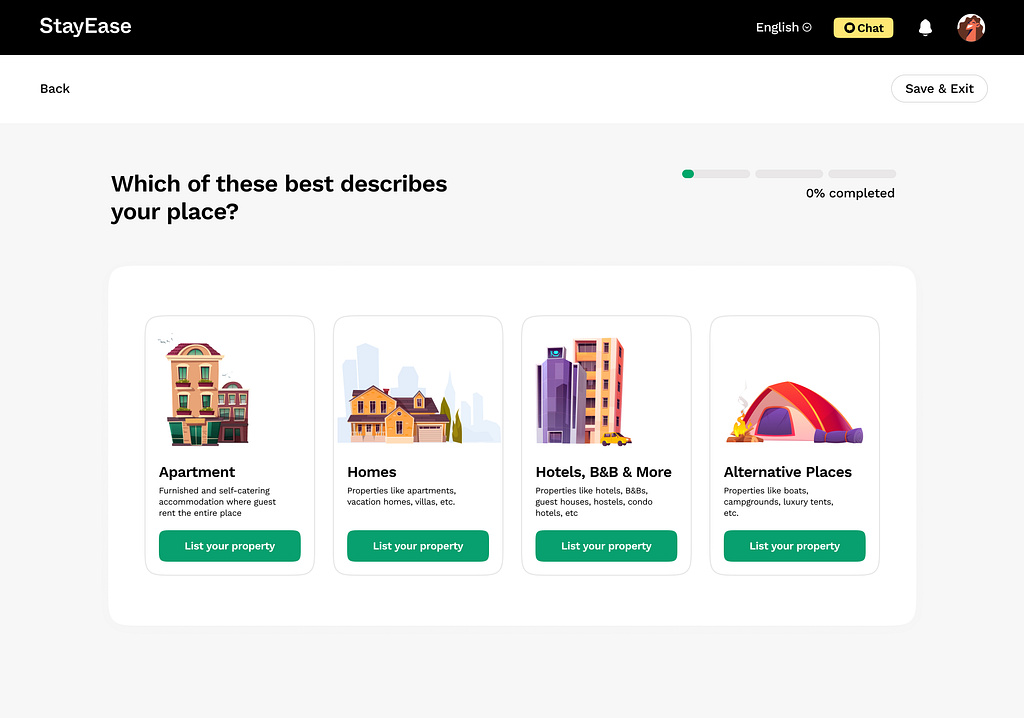 StayEase
English
Chat
Back
Save & Exit
Which of these best describes
your place?
0% completed
Apartment
Furnished and self-catering
accommodation where guest
rent the entire place
List your property
Homes
Properties like apartments,
vacation homes, villas, etc.
List your property
Hotels, B&B & More
Properties like hotels, B&Bs,
guest houses, hostels, condo
hotels, etc
List your property
Alternative Places
Properties like boats,
campgrounds, luxury tents,
etc.
List your property